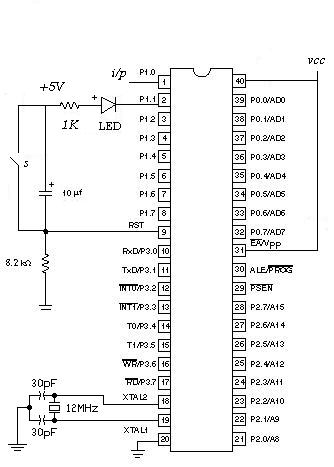 vcc
i/p P1.0 1 40
+5V 1K LED P1.1 2 39 P0.0/AD0
P1.2 3 38 P0.1/AD1
P1.3 4 37 P0.2/AD2
P1.4 5 36 P0.3/AD3
S P1.5 6 35 P0.4/AD4
10 µf P1.6 7 34 P0.5/AD5
P1.7 8 33 P0.6/AD6
RST 9 32 P0.7/AD7
RxD/P3.0 10 31 EA/VPP
8.2 kΩ TxD/P3.1 11 30 ALE/PROG
INT0/P3.2 12 29 PSEN
INT1/P3.3 13 28 P2.7/A15
T0/P3.4 14 27 P2.6/A14
T1/P3.5 15 26 P2.5/A13
WR/P3.6 16 25 P2.4/A12
30pF RD/P3.7 17 24 P2.3/A11
12MHz XTAL2 18 23 P2.2/A10
30pF XTAL1 19 22 P2.1/A9
20 21 P2.0/A8